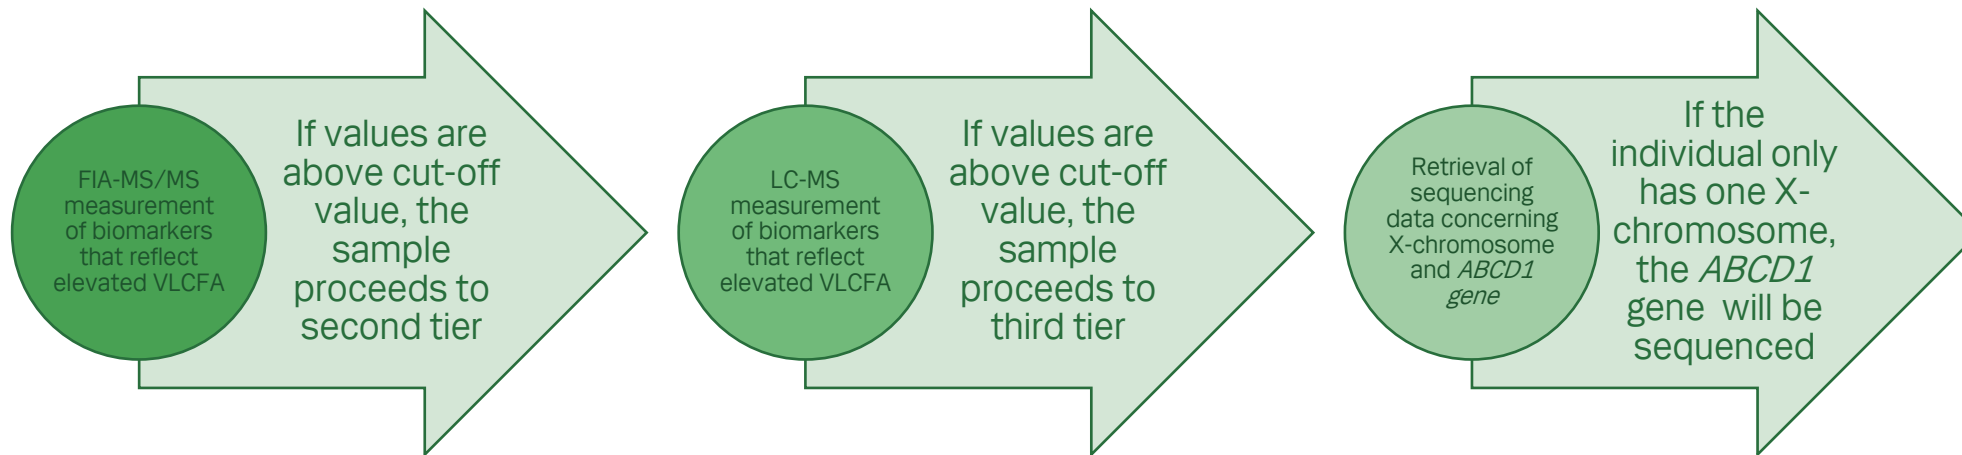 FIA-MS/MS
measurement
of biomarkers
that reflect
elevated VLCFA
If values are
above cut-off
value, the
sample
proceeds to
second tier
LC-MS
measurement
of biomarkers
that reflect
elevated VLCFA
If values are
above cut-off
value, the
sample
proceeds to
third tier
Retrieval of
sequencing
data concerning
X-chromosome
and ABCD1
gene
If the
individual only
has one X-
chromosome,
the ABCD1
gene  will be
sequenced